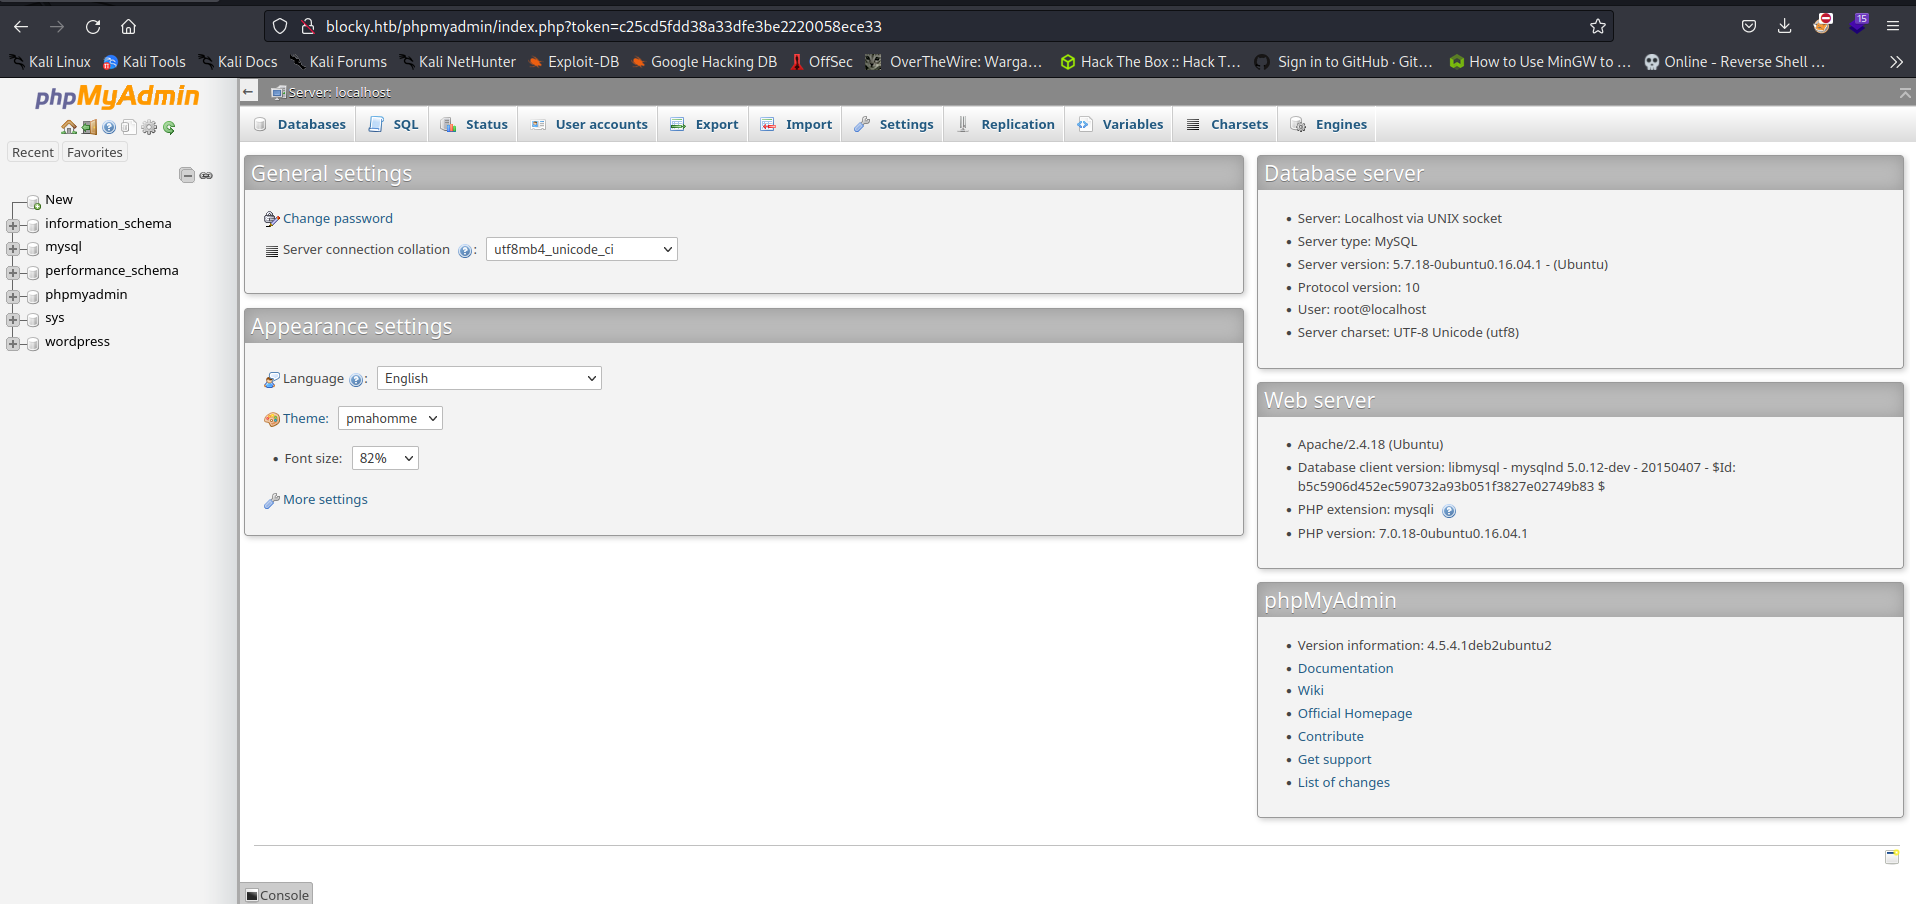 blocky.htb/phpmyadmin/index.php?token=c25cd5fdd38a33dfe3be2220058ece33
15
Kali Linux Kali Tools Kali Docs Kali Forums Kali NetHunter Exploit-DB Google Hacking DB OffSec OverTheWire: Warga… Hack The Box :: Hack T… Sign in to GitHub · Git… How to Use MinGW to … Online - Reverse Shell …
phpMyAdmin
Recent Favorites
New
information_schema
mysql
performance_schema
phpmyadmin
sys
wordpress
Server: localhost
Databases SQL Status User accounts Export Import Settings Replication Variables Charsets Engines
General settings
Change password
Server connection collation : utf8mb4_unicode_ci
Appearance settings
Language : English
Theme: pmahomme
• Font size: 82%
More settings
Database server
• Server: Localhost via UNIX socket
• Server type: MySQL
• Server version: 5.7.18-0ubuntu0.16.04.1 - (Ubuntu)
• Protocol version: 10
• User: root@localhost
• Server charset: UTF-8 Unicode (utf8)
Web server
• Apache/2.4.18 (Ubuntu)
• Database client version: libmysql - mysqlnd 5.0.12-dev - 20150407 - $Id:
b5c5906d452ec590732a93b051f3827e02749b83 $
• PHP extension: mysqli
• PHP version: 7.0.18-0ubuntu0.16.04.1
phpMyAdmin
• Version information: 4.5.4.1deb2ubuntu2
• Documentation
• Wiki
• Official Homepage
• Contribute
• Get support
• List of changes
Console